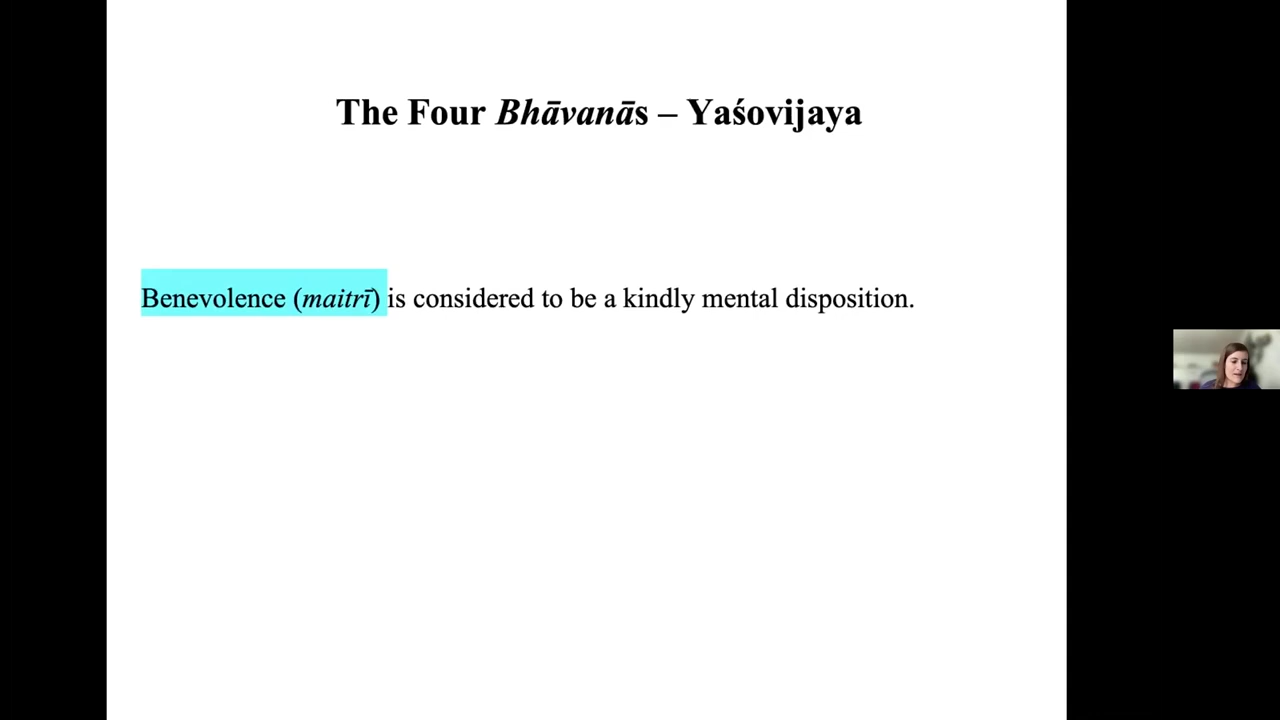 The Four Bhāvanās – Yaśovijaya
Benevolence (maitrī) is considered to be a kindly mental disposition.